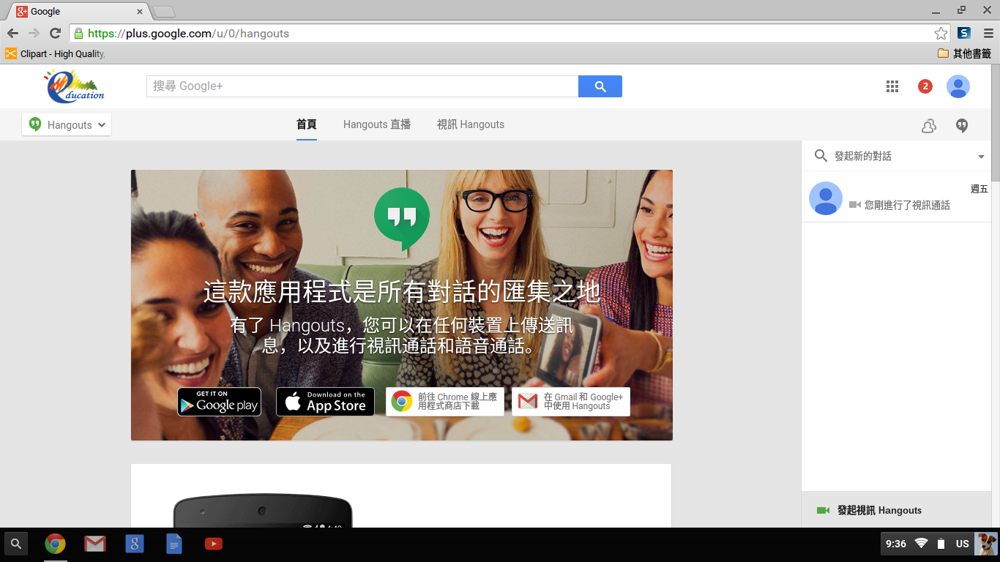 Google
https://plus.google.com/u/0/hangouts
Clipart - High Quality,
其他書籤
education
搜尋 Google+
2
Hangouts
首頁
Hangouts 直播
視訊 Hangouts
發起新的對話
週五
您剛進行了視訊通話
這款應用程式是所有對話的匯集之地
有了 Hangouts，您可以在任何裝置上傳送訊
息，以及進行視訊通話和語音通話。
GET IT ON
Google play
Download on the
App Store
前往 Chrome 線上應
用程式商店下載
在 Gmail 和 Google+
中使用 Hangouts
發起視訊 Hangouts
9:36
US